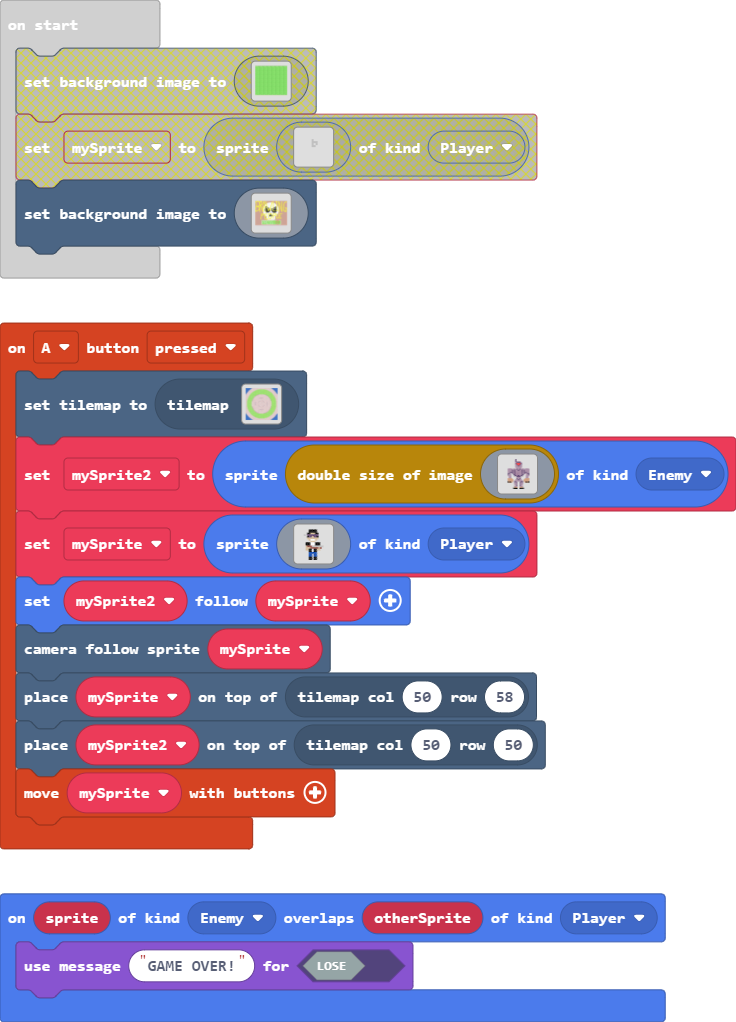 on start
set background image to
set mySprite to sprite of kind Player
set background image to
on A button pressed
set tilemap to tilemap
set mySprite2 to sprite double size of image of kind Enemy
set mySprite to sprite of kind Player
set mySprite2 follow mySprite
camera follow sprite mySprite
place mySprite on top of tilemap col 50 row 58
place mySprite2 on top of tilemap col 50 row 50
move mySprite with buttons
on sprite of kind Enemy overlaps otherSprite of kind Player
use message "GAME OVER!" for LOSE